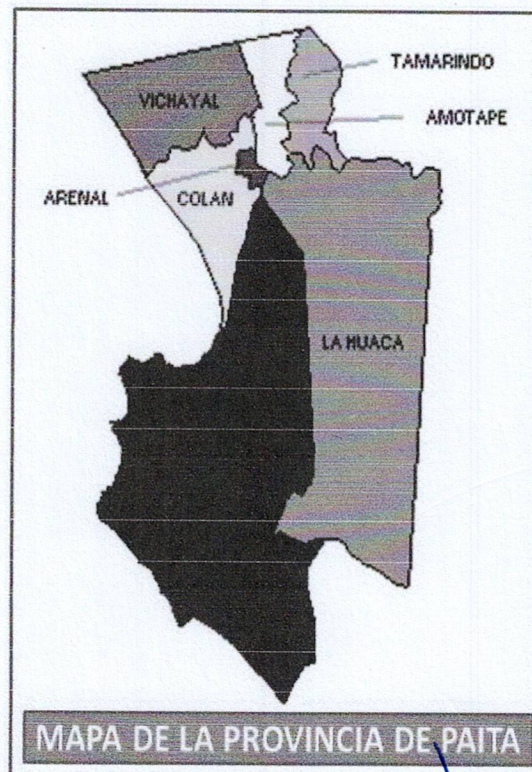 TAMARINDO
VICHAYAL
AMOTAPE
ARENAL
COLAN
LA HUACA
MAPA DE LA PROVINCIA DE PAITA